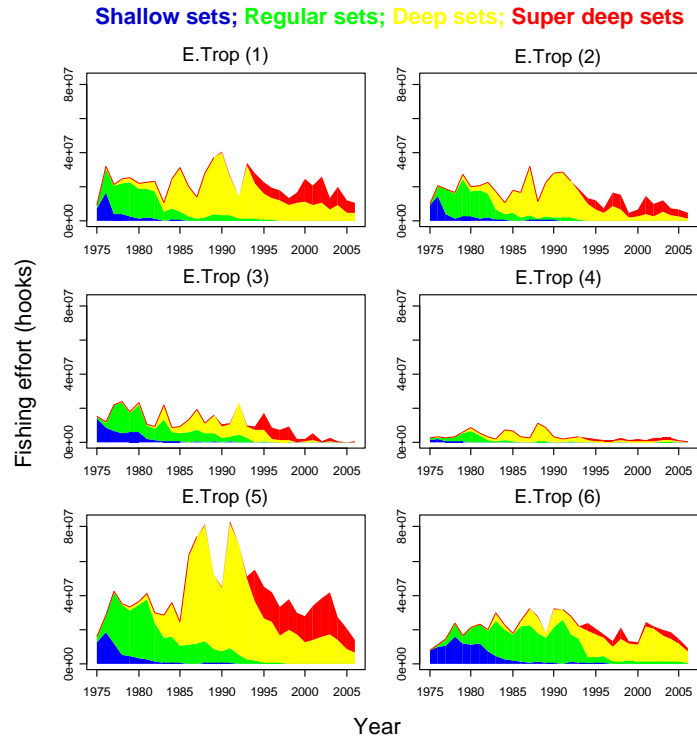 Shallow sets; Regular sets; Deep sets; Super deep sets
E.Trop (1)
E.Trop (2)
0e+00 4e+07 8e+07
0e+00 4e+07 8e+07
1975 1980 1985 1990 1995 2000 2005
1975 1980 1985 1990 1995 2000 2005
E.Trop (3)
E.Trop (4)
Fishing effort (hooks)
0e+00 4e+07 8e+07
0e+00 4e+07 8e+07
1975 1980 1985 1990 1995 2000 2005
1975 1980 1985 1990 1995 2000 2005
E.Trop (5)
E.Trop (6)
0e+00 4e+07 8e+07
0e+00 4e+07 8e+07
1975 1980 1985 1990 1995 2000 2005
1975 1980 1985 1990 1995 2000 2005
Year